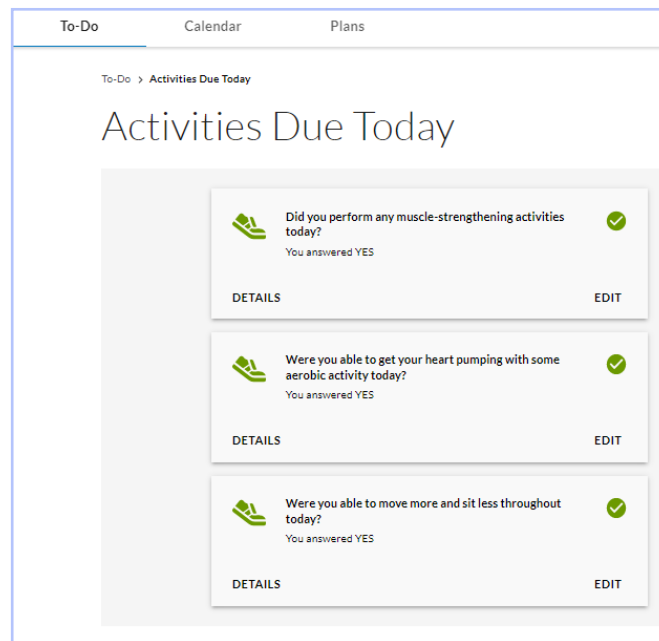 To-Do Calendar Plans
To-Do > Activities Due Today
Activities Due Today
Did you perform any muscle-strengthening activities
today?
You answered YES
DETAILS EDIT
Were you able to get your heart pumping with some
aerobic activity today?
You answered YES
DETAILS EDIT
Were you able to move more and sit less throughout
today?
You answered YES
DETAILS EDIT